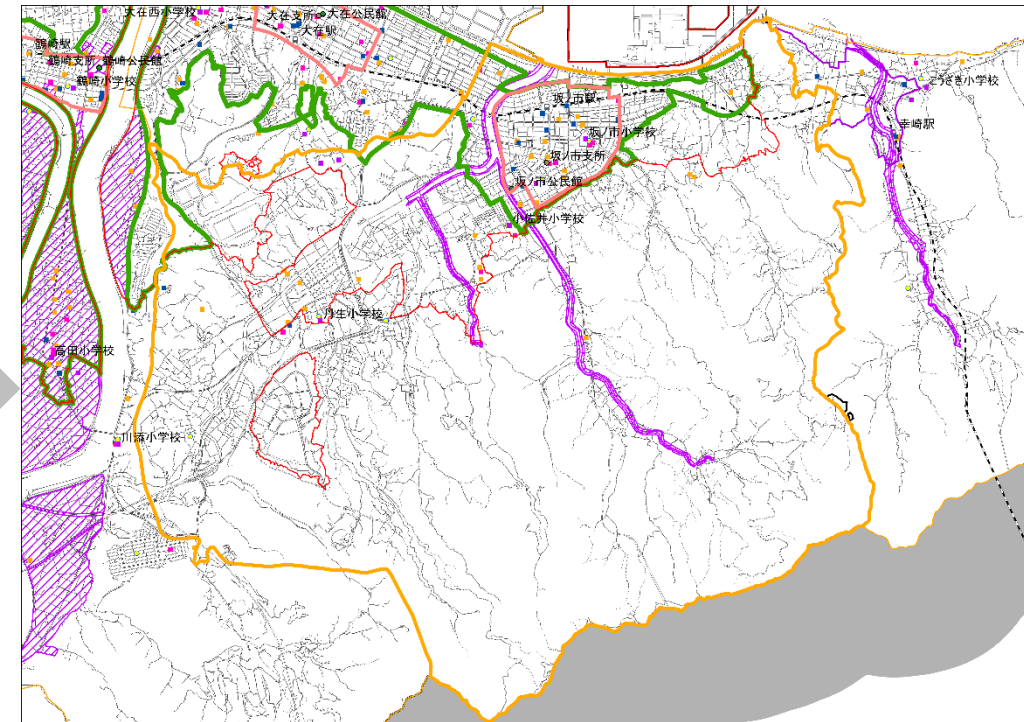 大在西小学校
大在支所
大在公民館
大在駅
鶴崎駅
鶴崎支所
鶴崎公民館
鶴崎小学校
坂ノ市駅
坂ノ市小学校
坂ノ市支所
坂ノ市公民館
小佐井小学校
こうざき小学校
幸崎駅
丹生小学校
高田小学校
川添小学校